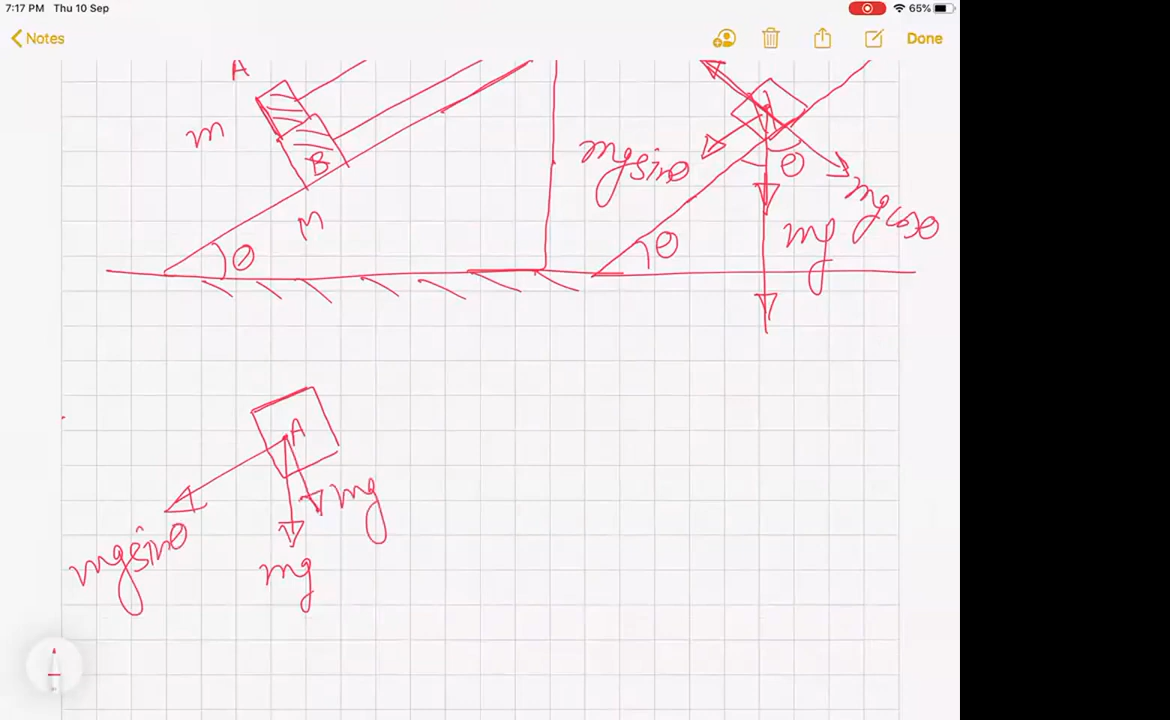 7:17 PM Thu 10 Sep
65%
Notes
Done
A
m
B
M
θ
mg sinθ
θ
mg cosθ
mg
θ
A
mg
mg sinθ
mg